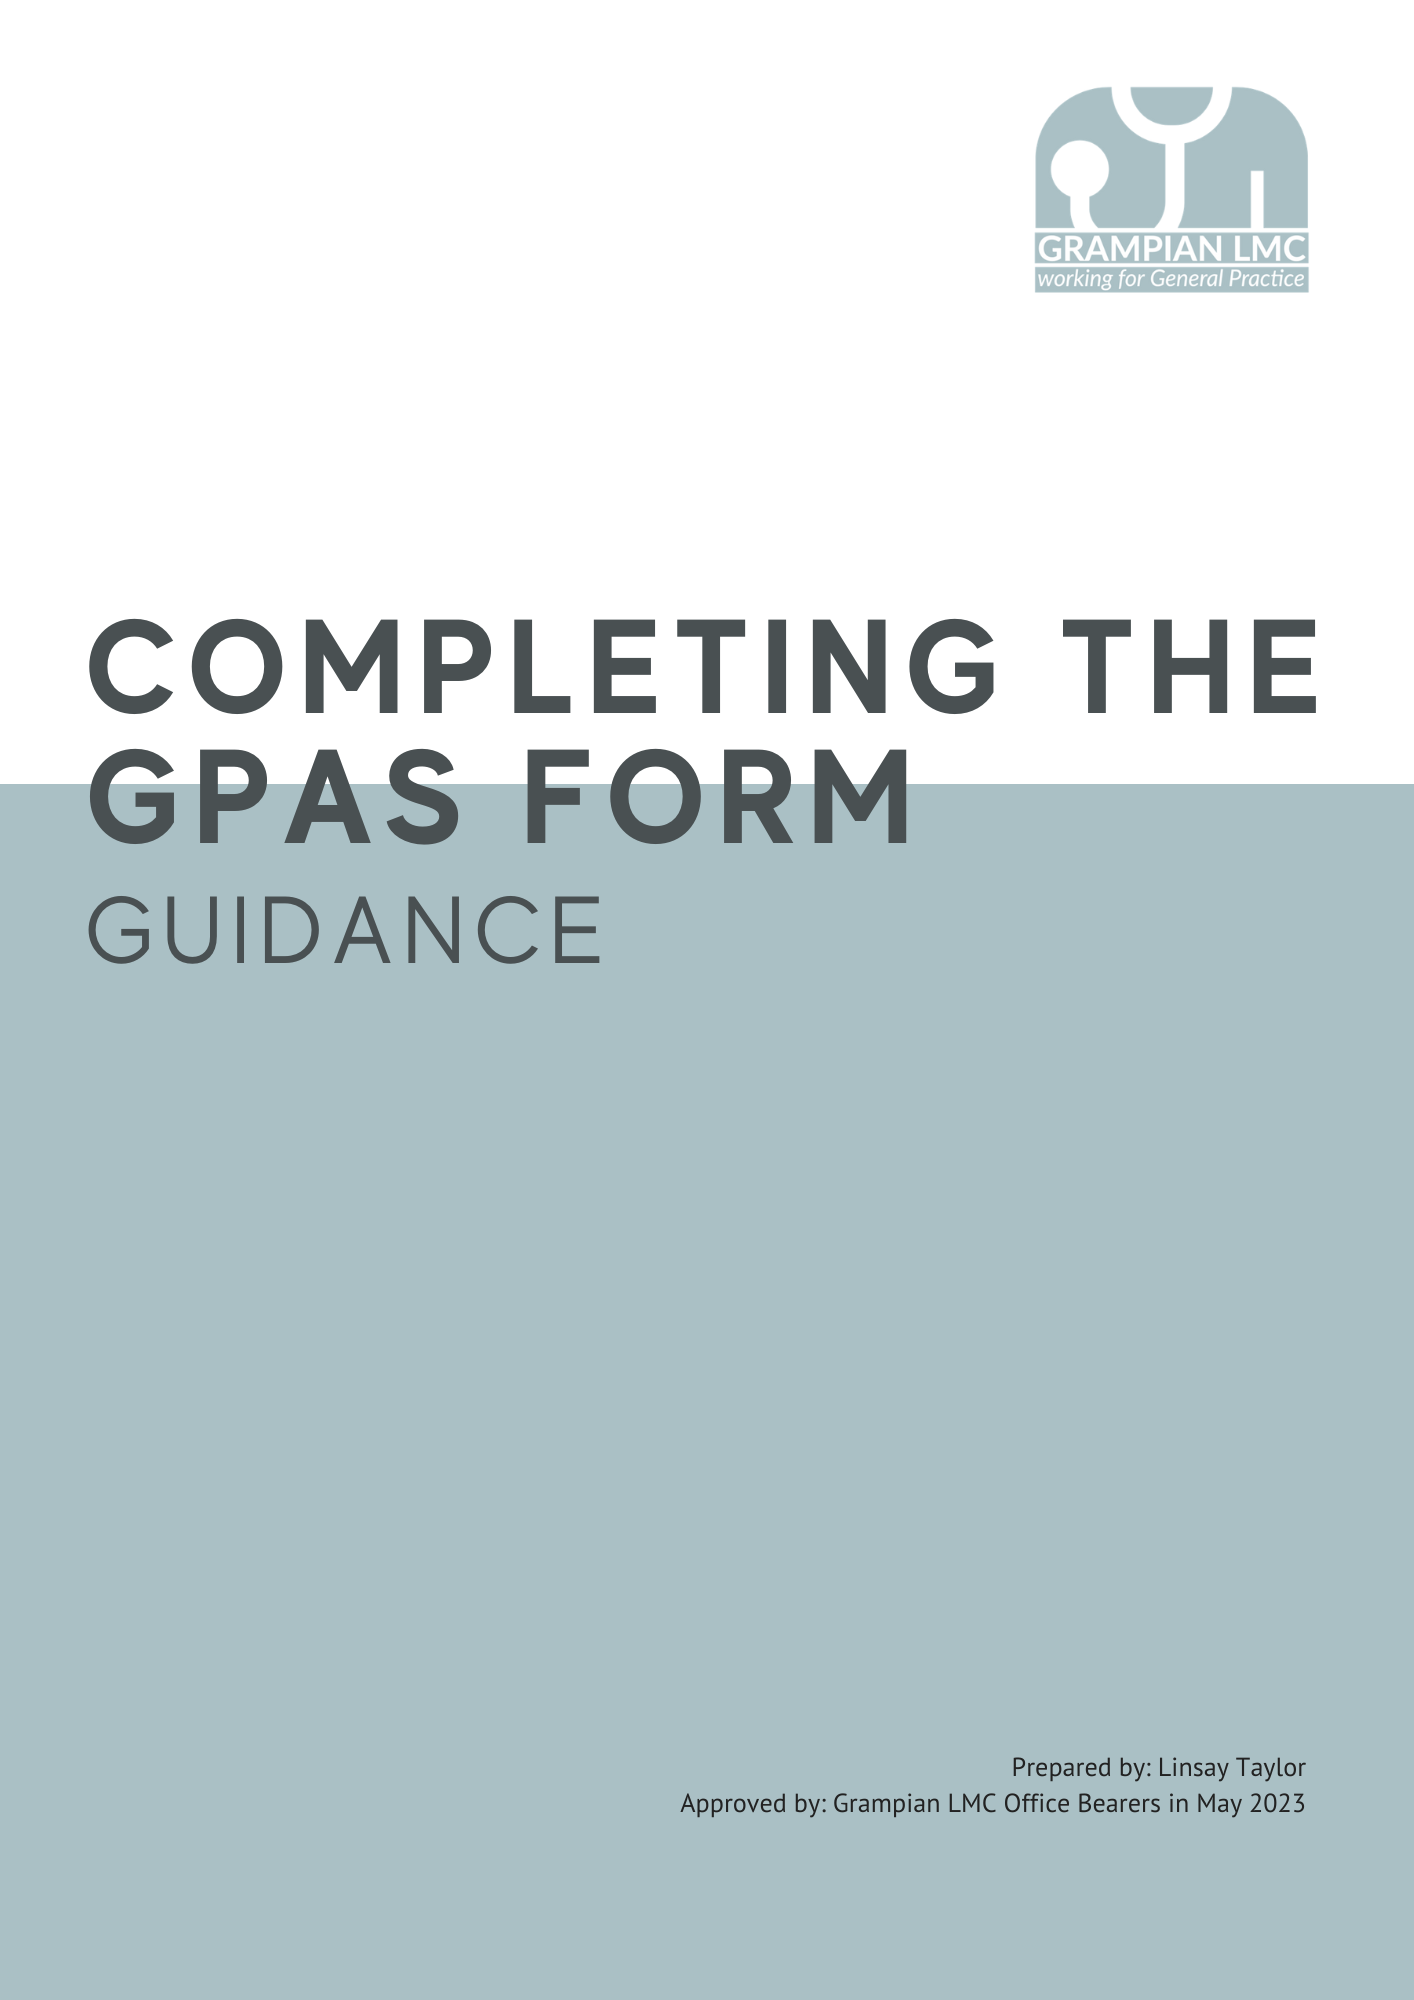 GRAMPIAN LMC
working for General Practice
COMPLETING THE
GPAS FORM
GUIDANCE
Prepared by: Linsay Taylor
Approved by: Grampian LMC Office Bearers in May 2023